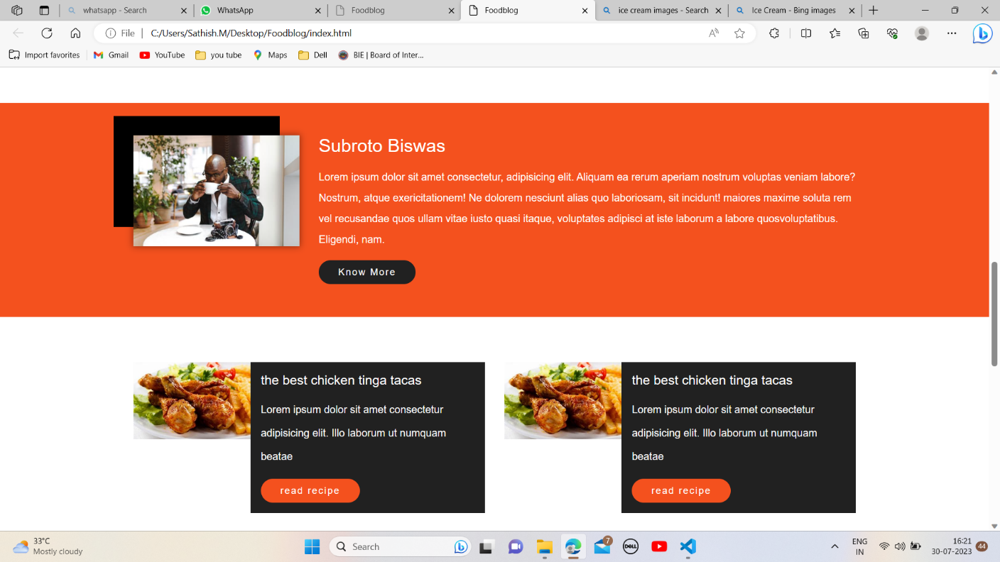 whatsapp - Search
WhatsApp
Foodblog
Foodblog
ice cream images - Search
Ice Cream - Bing images
File
C:/Users/Sathish.M/Desktop/Foodblog/index.html
Import favorites
Gmail
YouTube
you tube
Maps
Dell
BIE | Board of Inter...
Subroto Biswas
Lorem ipsum dolor sit amet consectetur, adipisicing elit. Aliquam ea rerum aperiam nostrum voluptas veniam labore?
Nostrum, atque exericitationem! Ne dolorem nesciunt alias quo laboriosam, sit incidunt! maiores maxime soluta rem
vel recusandae quos ullam vitae iusto quasi itaque, voluptates adipisci at iste laborum a labore quosvoluptatibus.
Eligendi, nam.
Know More
the best chicken tinga tacas
Lorem ipsum dolor sit amet consectetur
adipisicing elit. Illo laborum ut numquam
beatae
read recipe
the best chicken tinga tacas
Lorem ipsum dolor sit amet consectetur
adipisicing elit. Illo laborum ut numquam
beatae
read recipe
33°C
Mostly cloudy
Search
7
DELL
ENG
IN
16:21
30-07-2023
44